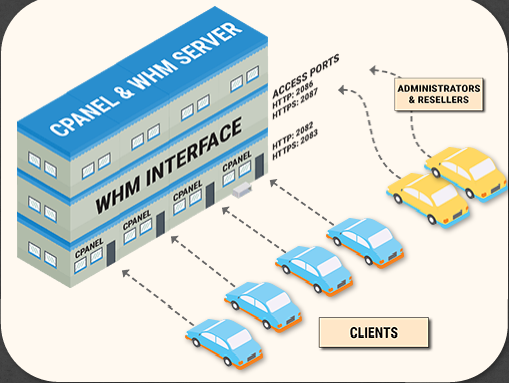 CPANEL & WHM SERVER
WHM INTERFACE
CPANEL
CPANEL
CPANEL
CPANEL
ACCESS PORTS
HTTP: 2086
HTTPS: 2087
HTTP: 2082
HTTPS: 2083
ADMINISTRATORS
& RESELLERS
CLIENTS